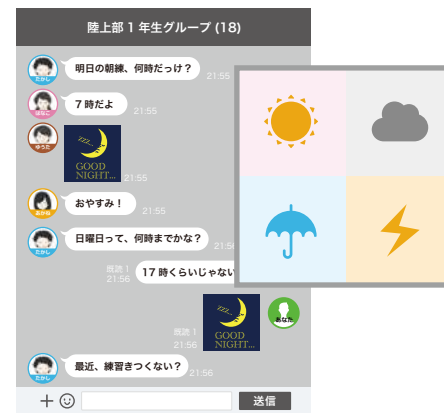 陸上部1年生グループ (18)
明日の朝練、何時だっけ？
21:55
たかし
7時だよ
21:55
はなこ
zzz...
GOOD
NIGHT...
21:55
ゆうた
おやすみ！
21:55
あかね
日曜日って、何時までかな？
21:56
たかし
既読 1
21:56
17時くらいじゃない
zzz...
GOOD
NIGHT...
既読 1
21:56
あなた
最近、練習きつくない？
21:56
たかし
送信